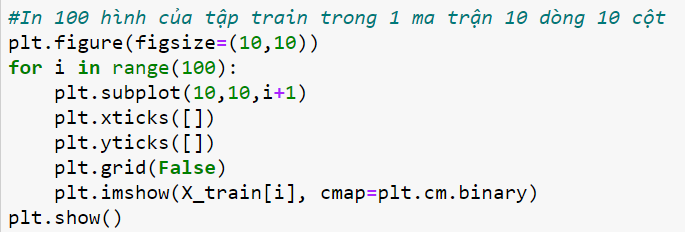 #In 100 hình của tập train trong 1 ma trận 10 dòng 10 cột
plt.figure(figsize=(10,10))
for i in range(100):
    plt.subplot(10,10,i+1)
    plt.xticks([])
    plt.yticks([])
    plt.grid(False)
    plt.imshow(X_train[i], cmap=plt.cm.binary)
plt.show()